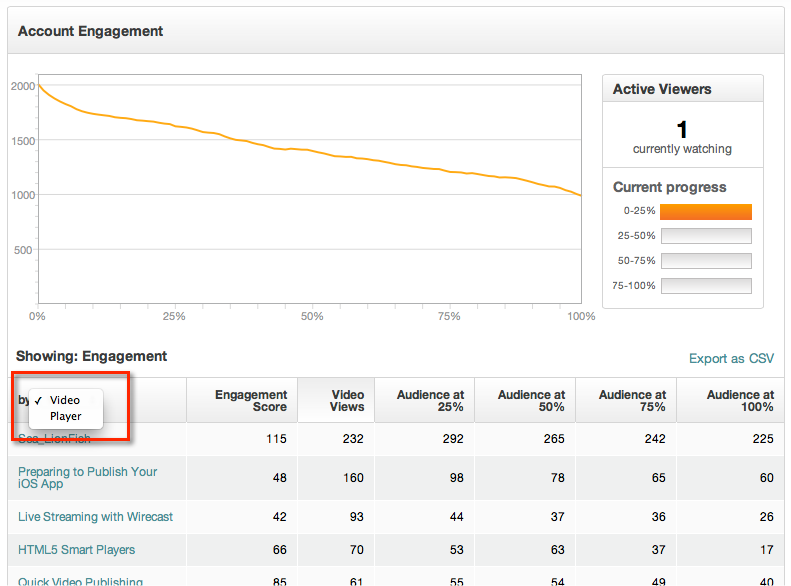 Account Engagement
2000
1500
1000
500
0%
25%
50%
75%
100%
Active Viewers
1
currently watching
Current progress
0-25%
25-50%
50-75%
75-100%
Showing: Engagement
Export as CSV
by ✓ Video
Player
Engagement
Score
Video
Views
Audience at
25%
Audience at
50%
Audience at
75%
Audience at
100%
Sea_LionFish 115 232 292 265 242 225
Preparing to Publish Your
iOS App 48 160 98 78 65 60
Live Streaming with Wirecast 42 93 44 37 36 26
HTML5 Smart Players 66 70 53 63 37 17
Quick Video Publishing 85 61 55 54 49 40